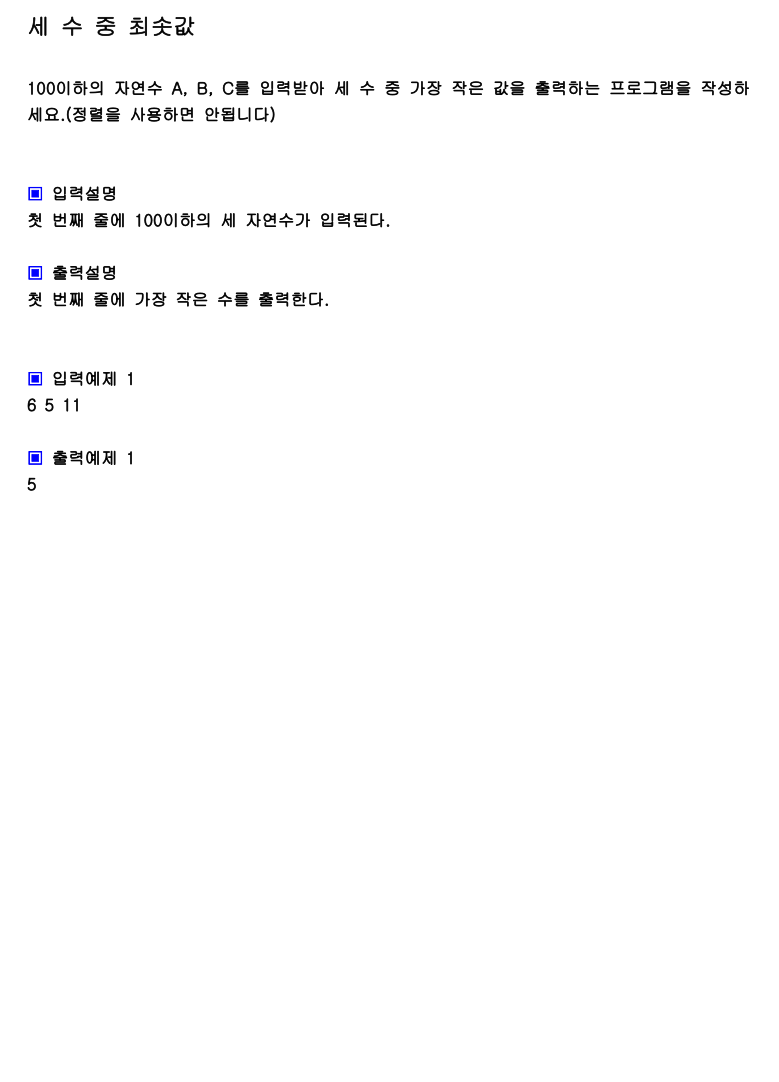 세 수 중 최솟값
100이하의 자연수 A, B, C를 입력받아 세 수 중 가장 작은 값을 출력하는 프로그램을 작성하
세요.(정렬을 사용하면 안됩니다)
▣ 입력설명
첫 번째 줄에 100이하의 세 자연수가 입력된다.
▣ 출력설명
첫 번째 줄에 가장 작은 수를 출력한다.
▣ 입력예제 1
6 5 11
▣ 출력예제 1
5